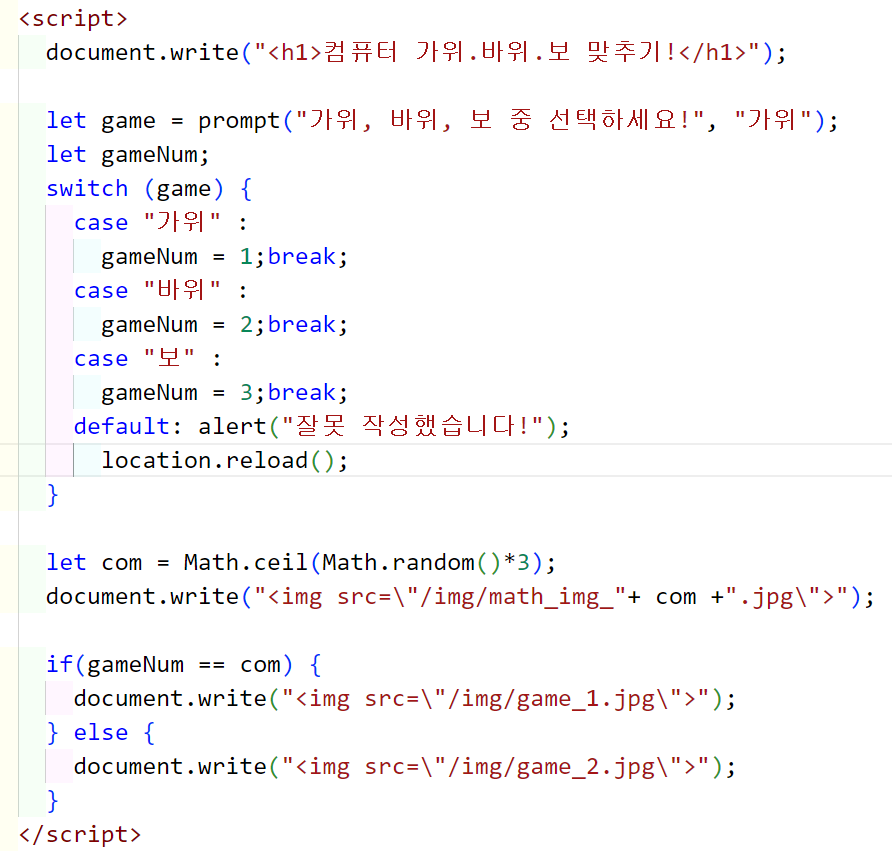 <script>
document.write("<h1>컴퓨터 가위.바위.보 맞추기!</h1>");
let game = prompt("가위, 바위, 보 중 선택하세요!", "가위");
let gameNum;
switch (game) {
case "가위" :
gameNum = 1;break;
case "바위" :
gameNum = 2;break;
case "보" :
gameNum = 3;break;
default: alert("잘못 작성했습니다!");
location.reload();
}
let com = Math.ceil(Math.random()*3);
document.write("<img src=\"/img/math_img_"+ com +".jpg\">");
if(gameNum == com) {
document.write("<img src=\"/img/game_1.jpg\">");
} else {
document.write("<img src=\"/img/game_2.jpg\">");
}
</script>